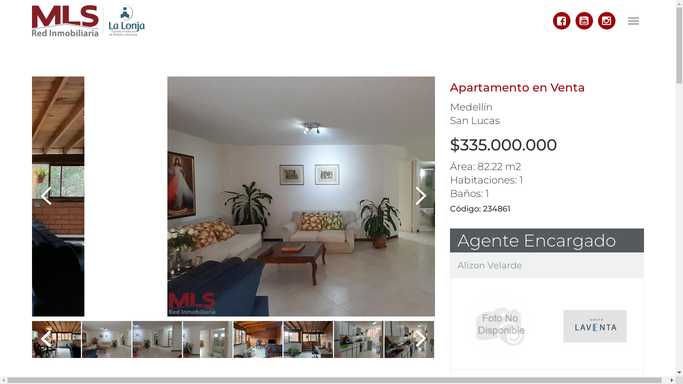 MLS
Red Inmobiliaria
La Lonja
Apartamento en Venta
Medellín
San Lucas
$335.000.000
Área: 82.22 m2
Habitaciones: 1
Baños: 1
Código: 234861
MLS
Red Inmobiliaria
Agente Encargado
Alizon Velarde
Foto No
Disponible
LAVENTA